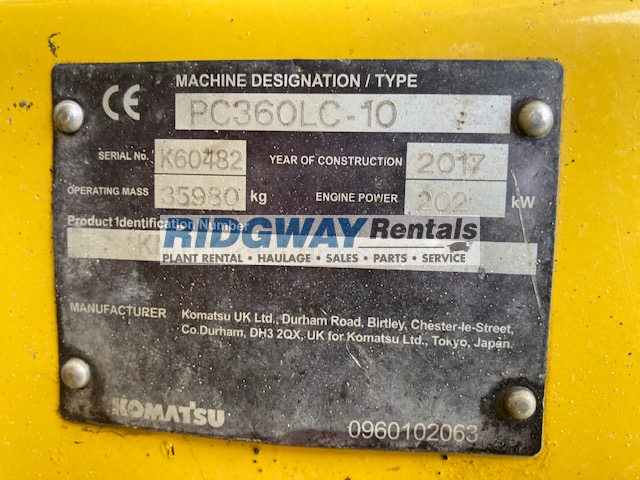 CE MACHINE DESIGNATION / TYPE
PC360LC-10
SERIAL No. K60482 YEAR OF CONSTRUCTION 2017
OPERATING MASS 35980 kg ENGINE POWER 202 kW
Product Identification Number
RIDGWAY Rentals
PLANT RENTAL • HAULAGE • SALES • PARTS • SERVICE
MANUFACTURER Komatsu UK Ltd., Durham Road, Birtley, Chester-le-Street,
Co.Durham, DH3 2QX, UK for Komatsu Ltd., Tokyo, Japan.
KOMATSU 0960102063